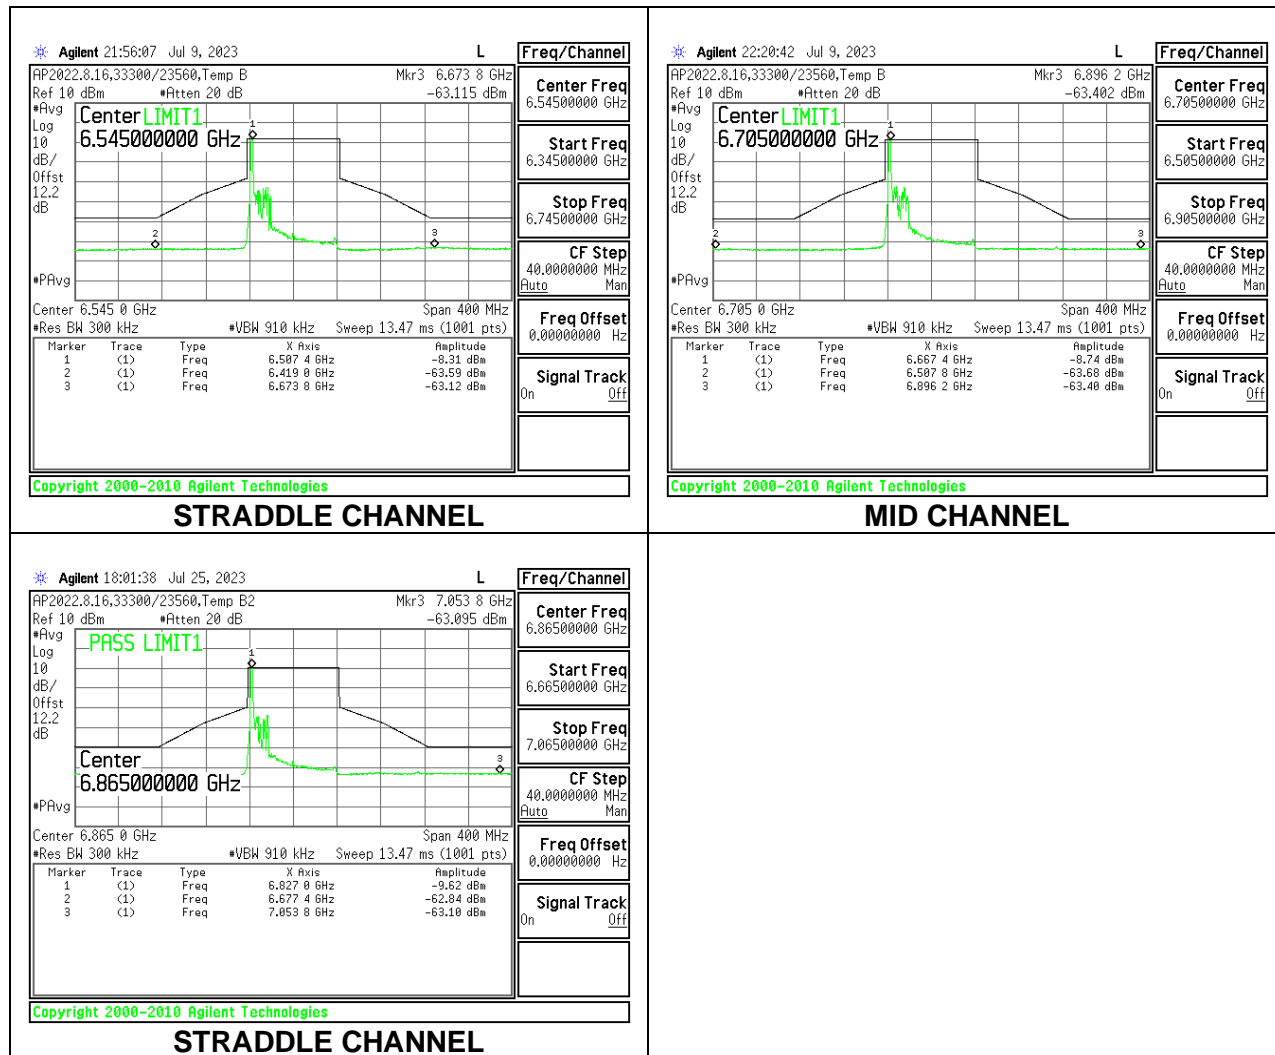 Agilent 21:56:07 Jul 9, 2023 L
Freq/Channel
AP2022.8.16,33300/23560,Temp B Mkr3 6.673 8 GHz
Ref 10 dBm #Atten 20 dB -63.115 dBm
#Avg
Log
10
dB/
Offst
12.2
dB
#PAvg
Center LIMIT1
6.545000000 GHz
1
2
3
Center 6.545 0 GHz Span 400 MHz
#Res BW 300 kHz #VBW 910 kHz Sweep 13.47 ms (1001 pts)
Marker Trace Type X Axis Amplitude
1 (1) Freq 6.507 4 GHz -8.31 dBm
2 (1) Freq 6.419 0 GHz -63.59 dBm
3 (1) Freq 6.673 8 GHz -63.12 dBm
Center Freq
6.54500000 GHz
Start Freq
6.34500000 GHz
Stop Freq
6.74500000 GHz
CF Step
40.0000000 MHz
Auto Man
Freq Offset
0.00000000 Hz
Signal Track
On Off
Copyright 2000-2010 Agilent Technologies
STRADDLE CHANNEL
Agilent 22:20:42 Jul 9, 2023 L
Freq/Channel
AP2022.8.16,33300/23560,Temp B Mkr3 6.896 2 GHz
Ref 10 dBm #Atten 20 dB -63.402 dBm
#Avg
Log
10
dB/
Offst
12.2
dB
#PAvg
Center LIMIT1
6.705000000 GHz
1
2
3
Center 6.705 0 GHz Span 400 MHz
#Res BW 300 kHz #VBW 910 kHz Sweep 13.47 ms (1001 pts)
Marker Trace Type X Axis Amplitude
1 (1) Freq 6.667 4 GHz -8.74 dBm
2 (1) Freq 6.507 8 GHz -63.68 dBm
3 (1) Freq 6.896 2 GHz -63.40 dBm
Center Freq
6.70500000 GHz
Start Freq
6.50500000 GHz
Stop Freq
6.90500000 GHz
CF Step
40.0000000 MHz
Auto Man
Freq Offset
0.00000000 Hz
Signal Track
On Off
Copyright 2000-2010 Agilent Technologies
MID CHANNEL
Agilent 18:01:38 Jul 25, 2023 L
Freq/Channel
AP2022.8.16,33300/23560,Temp B2 Mkr3 7.053 8 GHz
Ref 10 dBm #Atten 20 dB -63.095 dBm
#Avg
Log
10
dB/
Offst
12.2
dB
#PAvg
PASS LIMIT1
1
3
Center
6.865000000 GHz
Center 6.865 0 GHz Span 400 MHz
#Res BW 300 kHz #VBW 910 kHz Sweep 13.47 ms (1001 pts)
Marker Trace Type X Axis Amplitude
1 (1) Freq 6.827 0 GHz -9.62 dBm
2 (1) Freq 6.677 4 GHz -62.84 dBm
3 (1) Freq 7.053 8 GHz -63.10 dBm
Center Freq
6.86500000 GHz
Start Freq
6.66500000 GHz
Stop Freq
7.06500000 GHz
CF Step
40.0000000 MHz
Auto Man
Freq Offset
0.00000000 Hz
Signal Track
On Off
Copyright 2000-2010 Agilent Technologies
STRADDLE CHANNEL